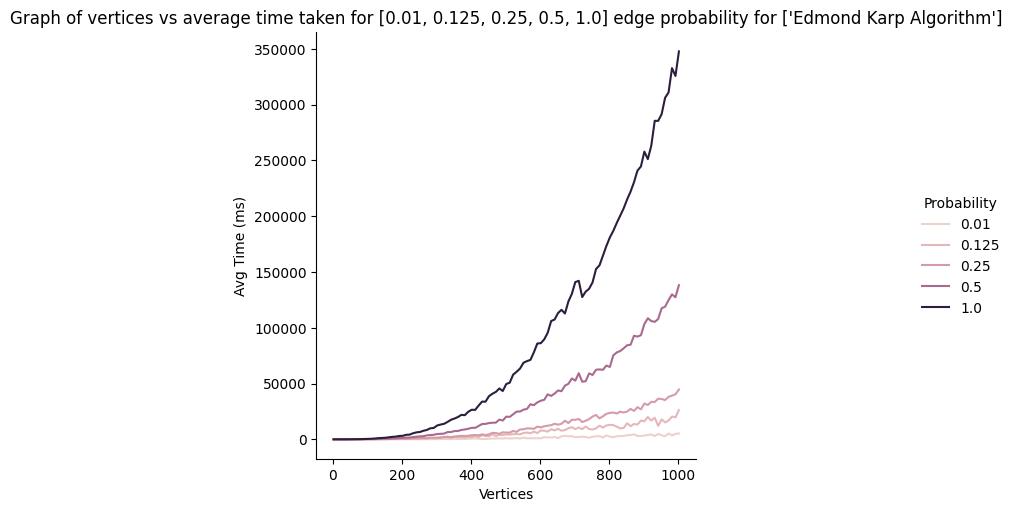 Graph of vertices vs average time taken for [0.01, 0.125, 0.25, 0.5, 1.0] edge probability for ['Edmond Karp Algorithm']
350000
300000
250000
200000
150000
100000
50000
0
Avg Time (ms)
0 200 400 600 800 1000
Vertices
Probability
0.01
0.125
0.25
0.5
1.0